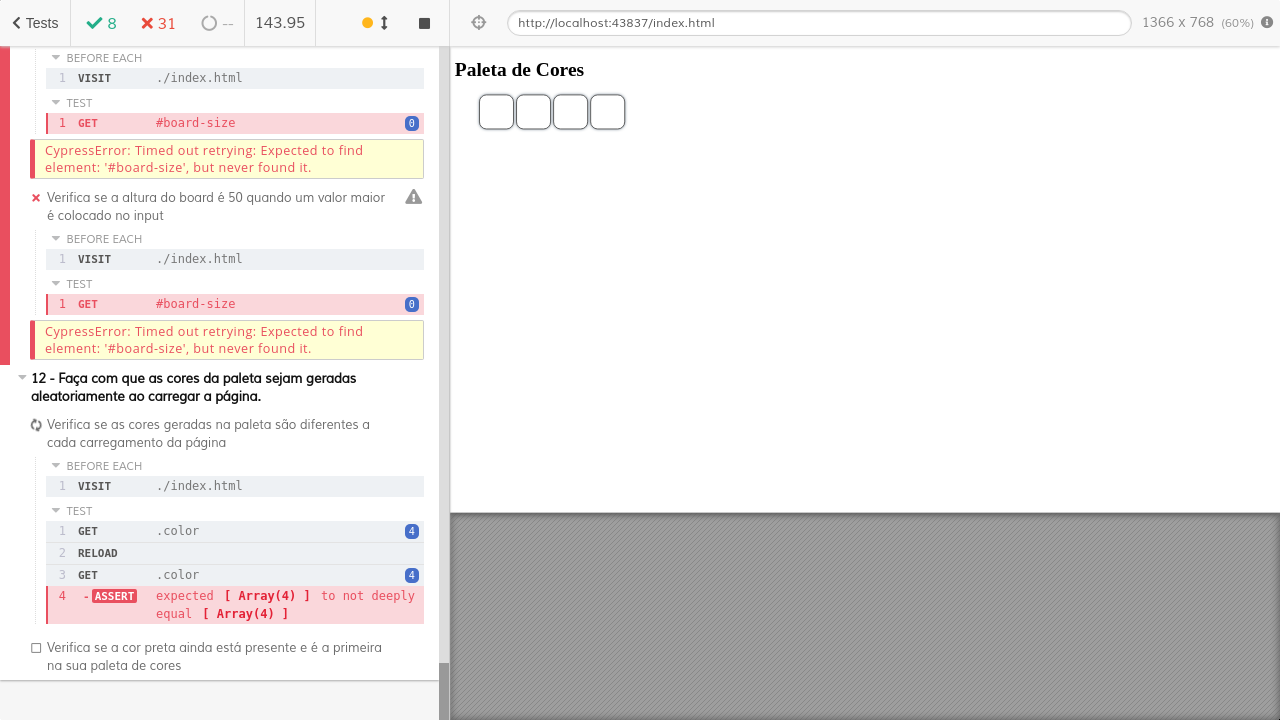 Tests
8
31
--
143.95
http://localhost:43837/index.html
1366 x 768 (60%)
BEFORE EACH
1 VISIT ./index.html
TEST
1 GET #board-size 0
CypressError: Timed out retrying: Expected to find
element: '#board-size', but never found it.
Verifica se a altura do board é 50 quando um valor maior
é colocado no input
BEFORE EACH
1 VISIT ./index.html
TEST
1 GET #board-size 0
CypressError: Timed out retrying: Expected to find
element: '#board-size', but never found it.
12 - Faça com que as cores da paleta sejam geradas
aleatoriamente ao carregar a página.
Verifica se as cores geradas na paleta são diferentes a
cada carregamento da página
BEFORE EACH
1 VISIT ./index.html
TEST
1 GET .color 4
2 RELOAD
3 GET .color 4
4 -ASSERT expected [ Array(4) ] to not deeply
equal [ Array(4) ]
Verifica se a cor preta ainda está presente e é a primeira
na sua paleta de cores
Paleta de Cores